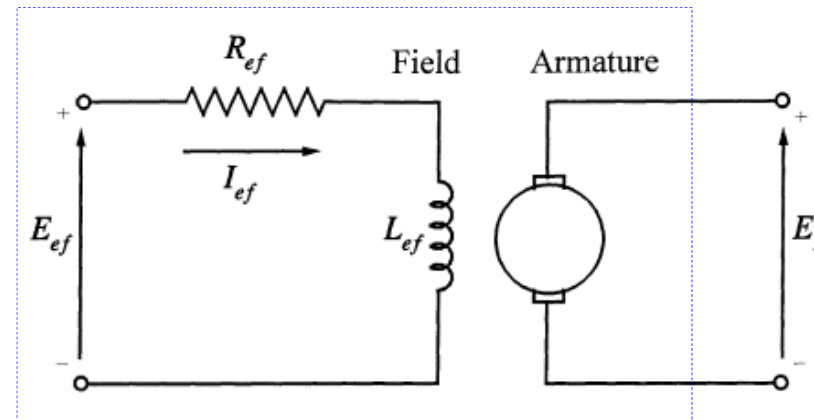 R_ef
Field Armature
+ +
I_ef
E_ef
L_ef
E
− −